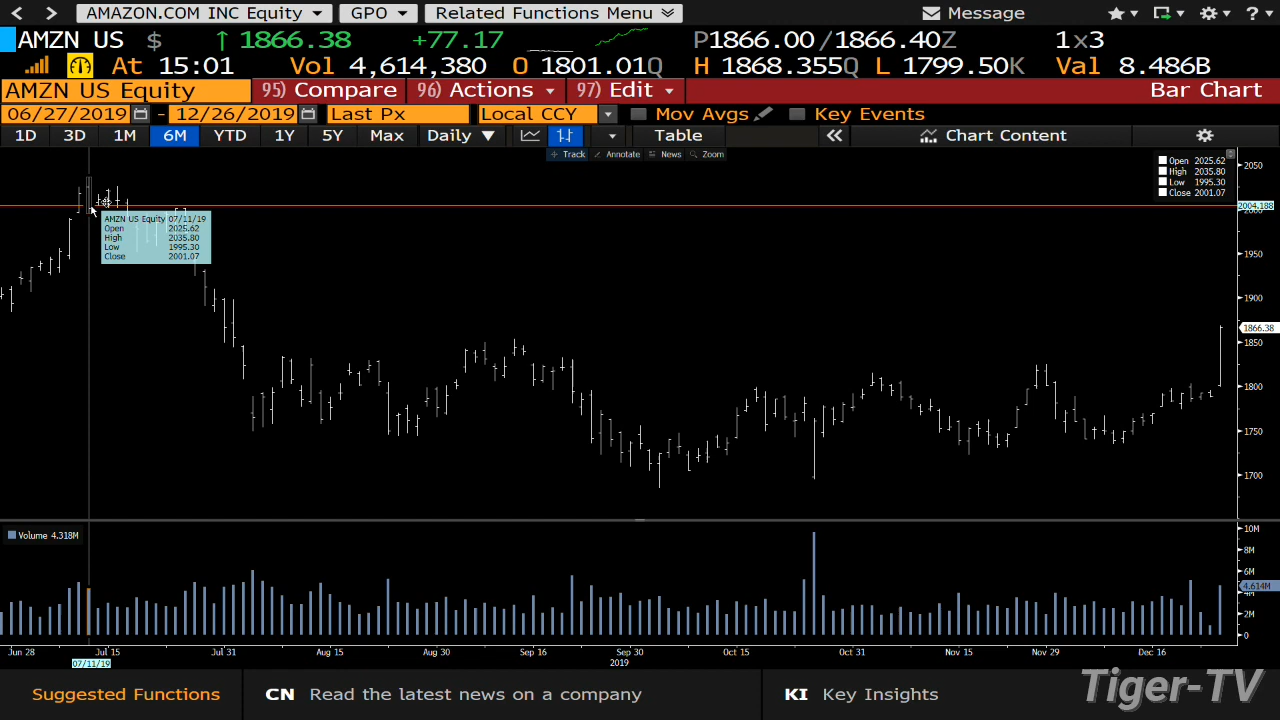 AMAZON.COM INC Equity GPO Related Functions Menu Message ?
AMZN US $ ↑ 1866.38 +77.17 P1866.00/1866.40Z 1x3
At 15:01 Vol 4,614,380 O 1801.01Q H 1868.355Q L 1799.50K Val 8.486B
AMZN US Equity 95) Compare 96) Actions 97) Edit Bar Chart
06/27/2019 - 12/26/2019 Last Px Local CCY Mov Avgs Key Events
1D 3D 1M 6M YTD 1Y 5Y Max Daily ▼ Table « Chart Content
Track Annotate News Zoom
Open 2025.62
High 2035.80
Low 1995.30
Close 2001.07
2050
2004.188
2000
AMZN US Equity 07/11/19
Open 2025.62
High 2035.80
Low 1995.30
Close 2001.07
1950
1900
1866.38
1850
1800
1750
1700
Volume 4.318M
10M
8M
6M
4.614M
4M
2M
0
Jun 28 Jul 15 Jul 31 Aug 15 Aug 30 Sep 16 Sep 30 Oct 15 Oct 31 Nov 15 Nov 29 Dec 16
07/11/19 2019
Suggested Functions CN Read the latest news on a company KI Key Insights
Tiger-TV